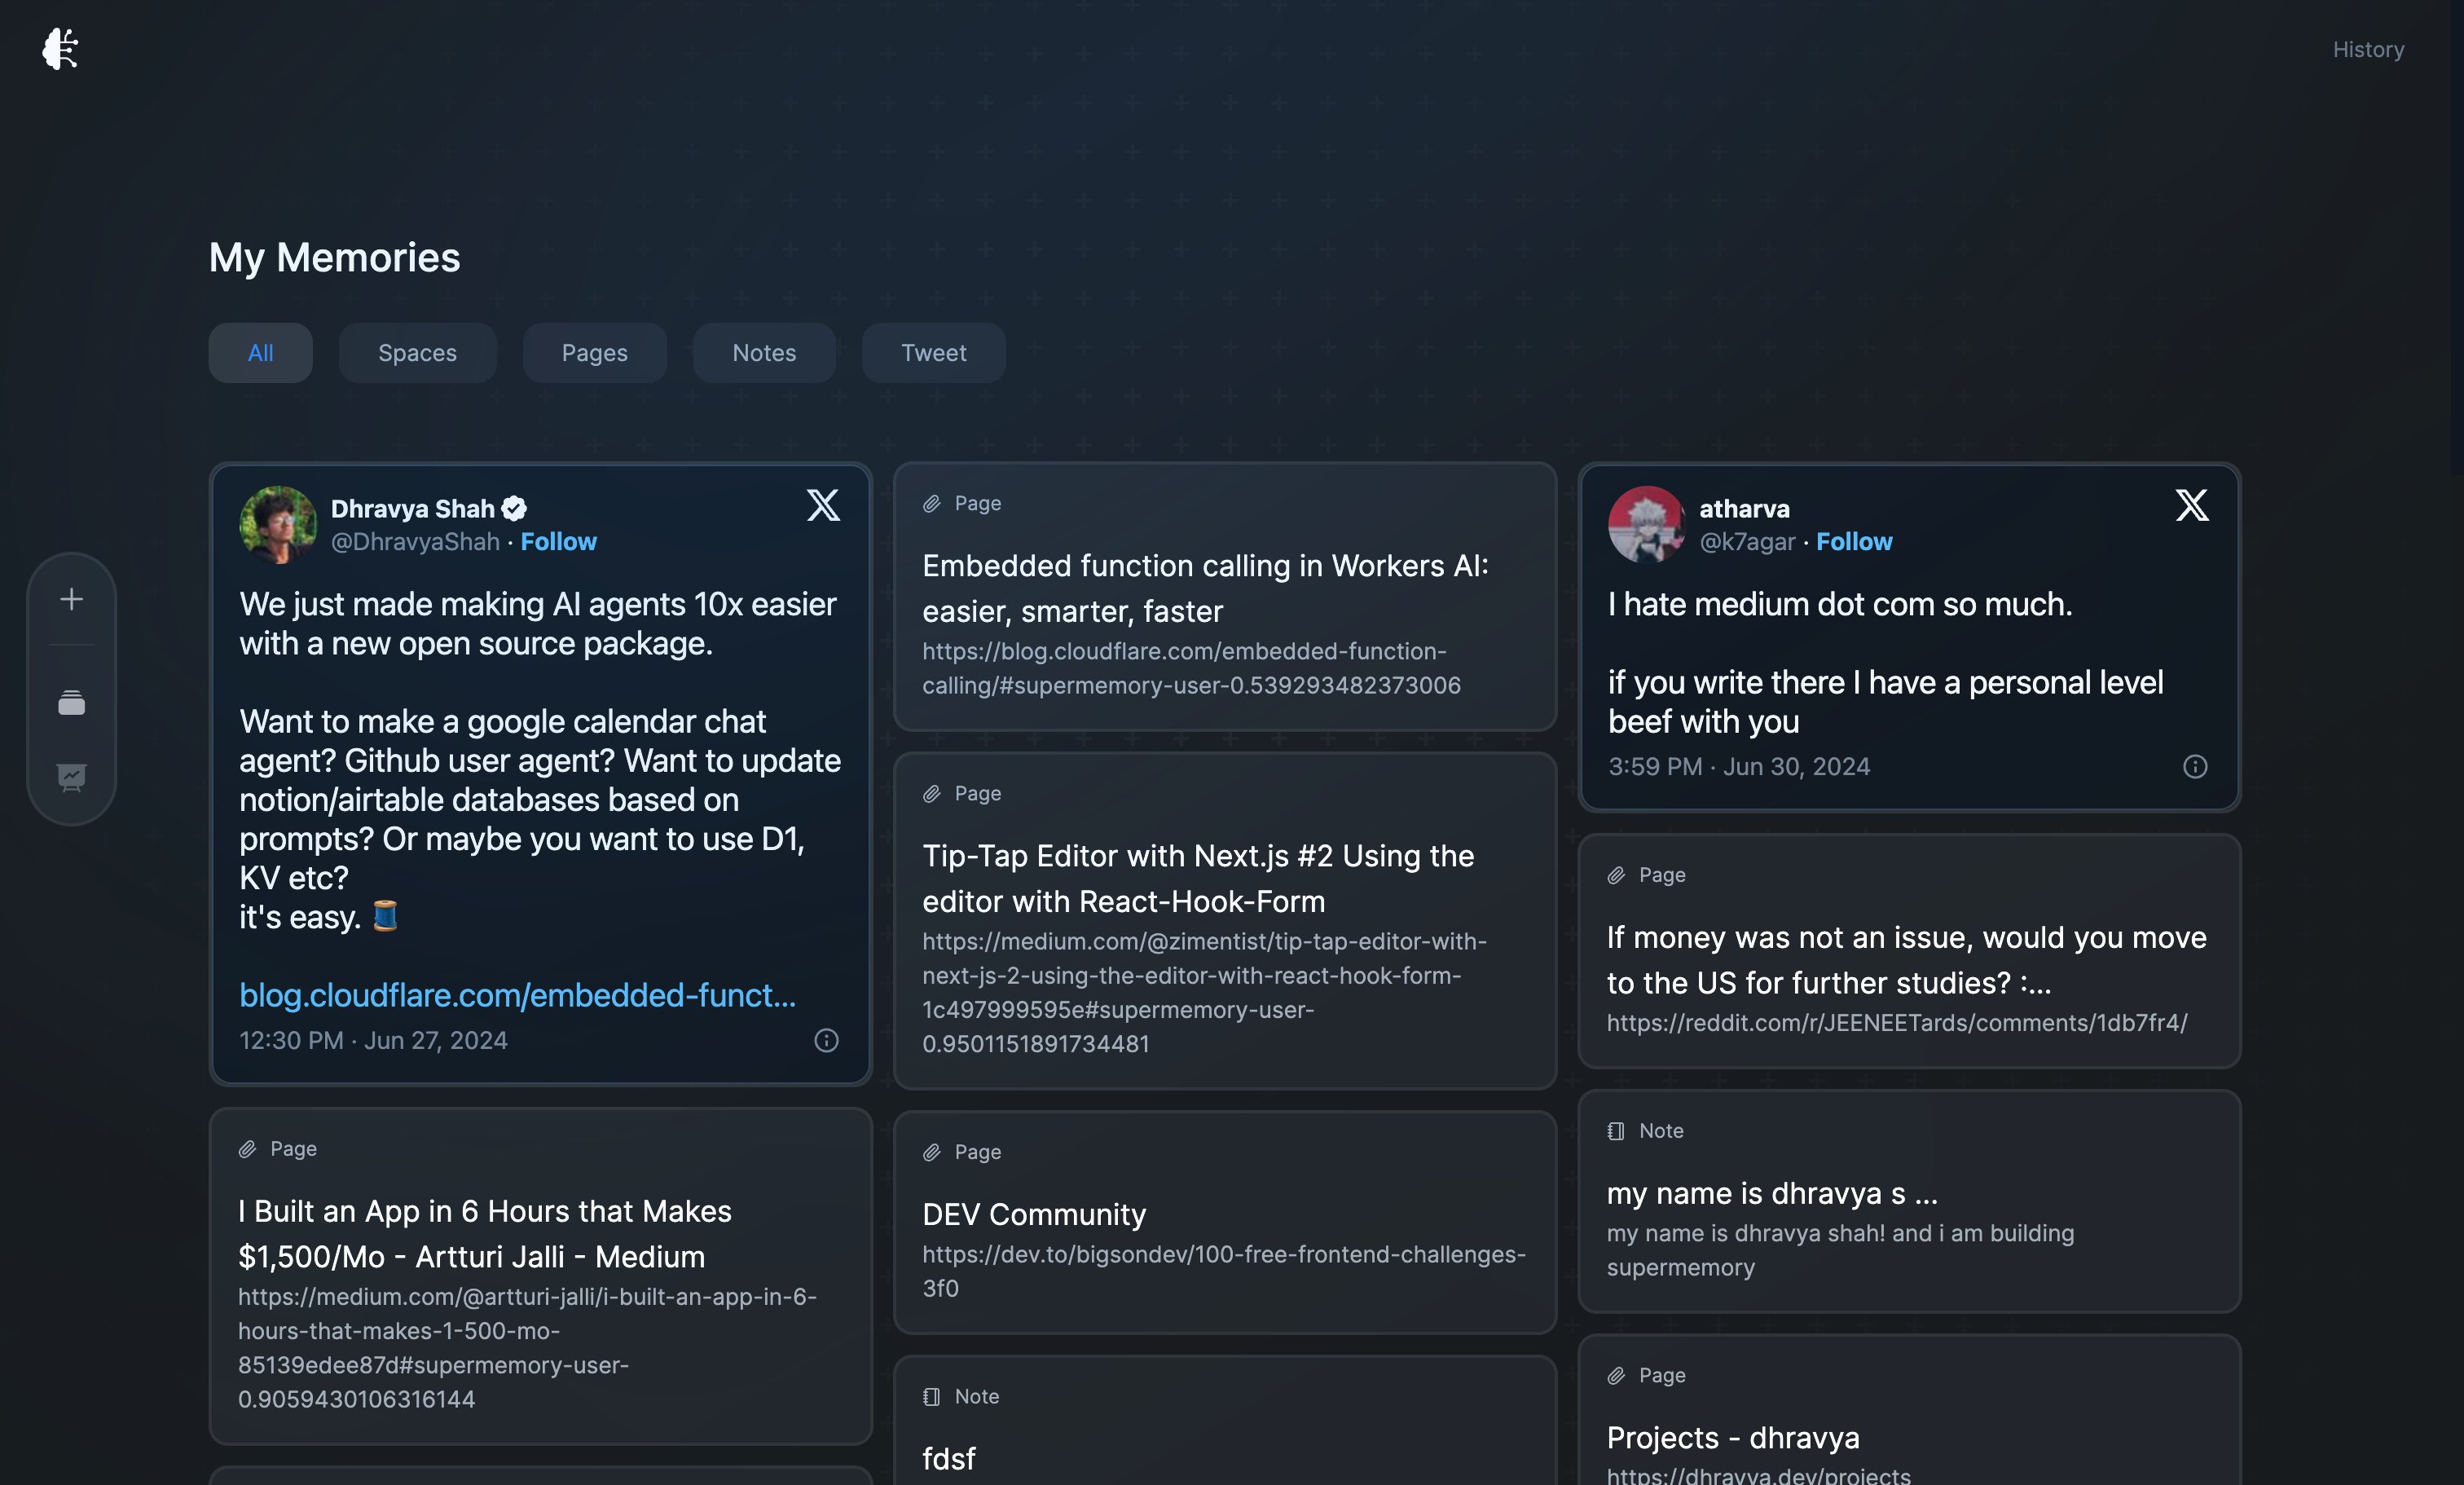 History
My Memories
All
Spaces
Pages
Notes
Tweet
Dhravya Shah
@DhravyaShah · Follow
We just made making AI agents 10x easier
with a new open source package.
Want to make a google calendar chat
agent? Github user agent? Want to update
notion/airtable databases based on
prompts? Or maybe you want to use D1,
KV etc?
it's easy. 🧵
blog.cloudflare.com/embedded-funct...
12:30 PM · Jun 27, 2024
Page
I Built an App in 6 Hours that Makes
$1,500/Mo - Artturi Jalli - Medium
https://medium.com/@artturi-jalli/i-built-an-app-in-6-
hours-that-makes-1-500-mo-
85139edee87d#supermemory-user-
0.9059430106316144
Page
Embedded function calling in Workers AI:
easier, smarter, faster
https://blog.cloudflare.com/embedded-function-
calling/#supermemory-user-0.539293482373006
Page
Tip-Tap Editor with Next.js #2 Using the
editor with React-Hook-Form
https://medium.com/@zimentist/tip-tap-editor-with-
next-js-2-using-the-editor-with-react-hook-form-
1c497999595e#supermemory-user-
0.9501151891734481
Page
DEV Community
https://dev.to/bigsondev/100-free-frontend-challenges-
3f0
Note
fdsf
atharva
@k7agar · Follow
I hate medium dot com so much.
if you write there I have a personal level
beef with you
3:59 PM · Jun 30, 2024
Page
If money was not an issue, would you move
to the US for further studies? :...
https://reddit.com/r/JEENEETards/comments/1db7fr4/
Note
my name is dhravya s ...
my name is dhravya shah! and i am building
supermemory
Page
Projects - dhravya
https://dhravya.dev/projects